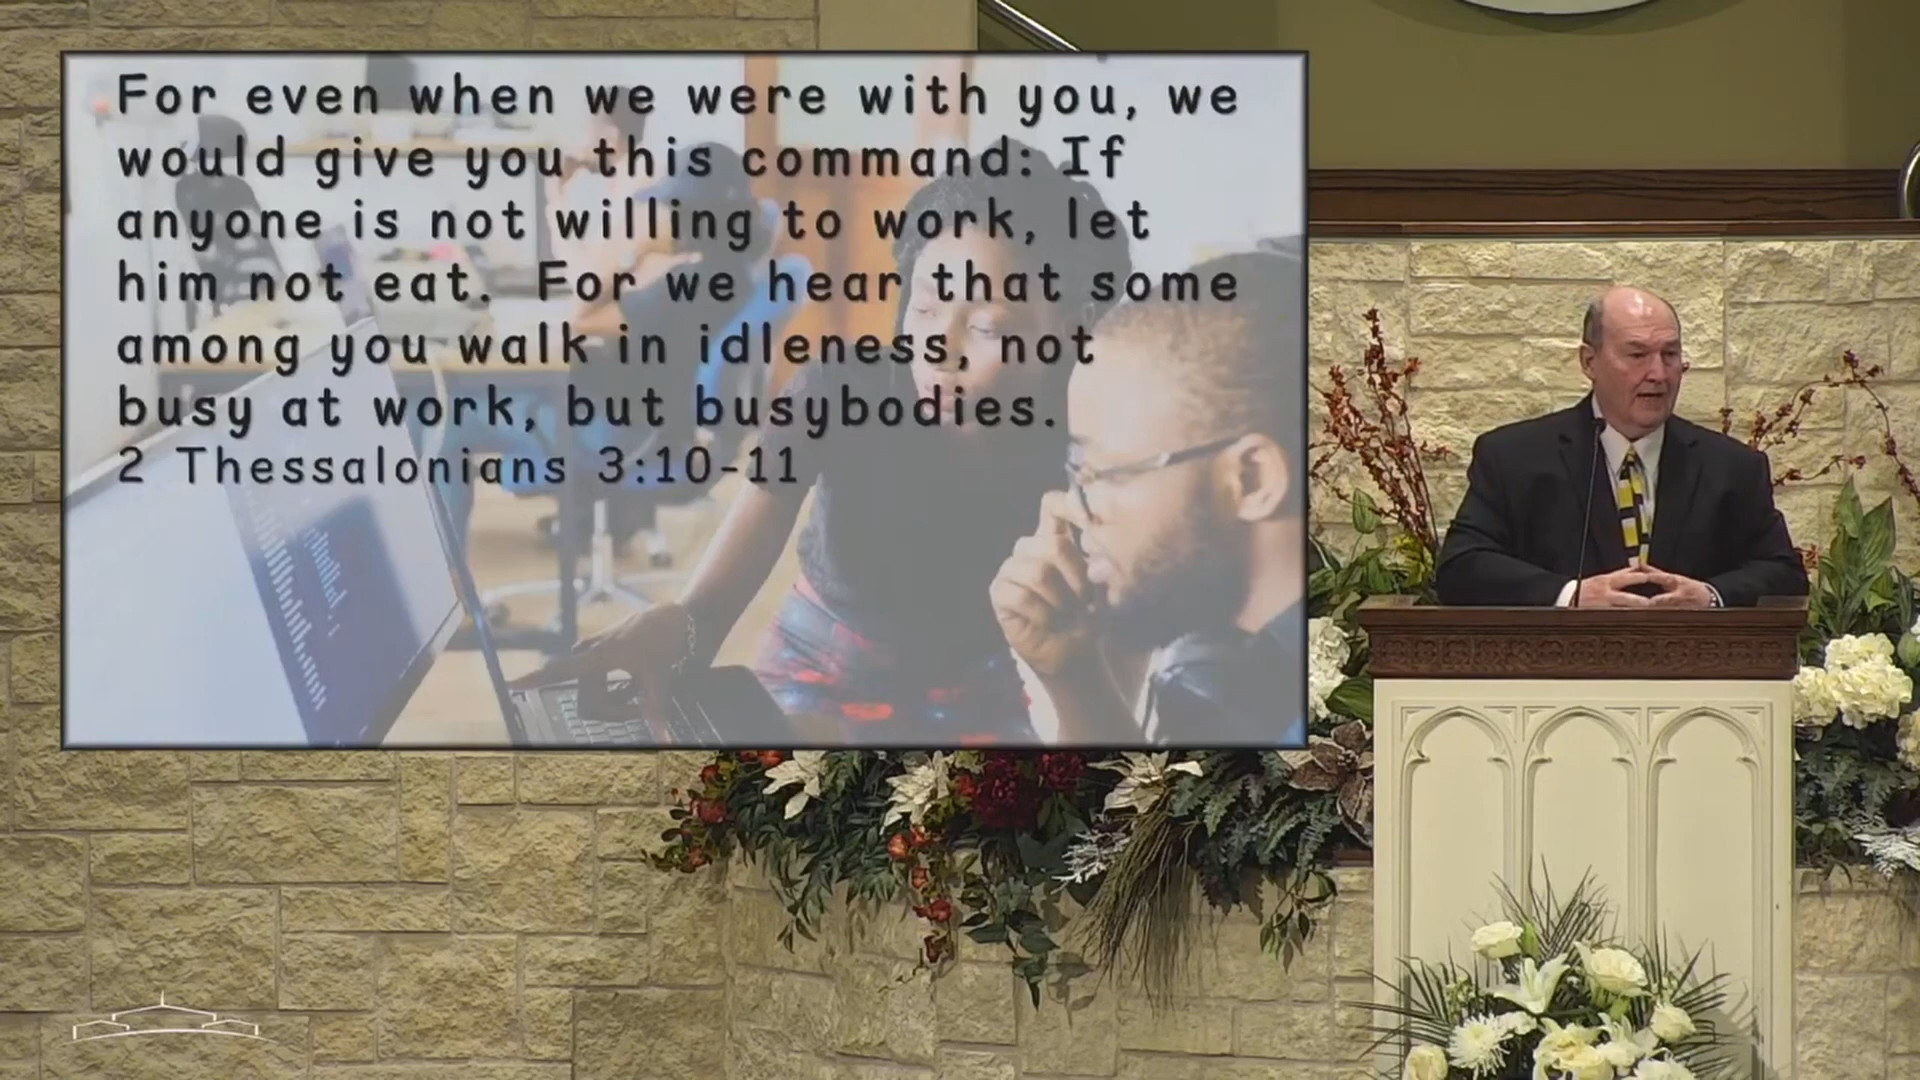 For even when we were with you, we
would give you this command: If
anyone is not willing to work, let
him not eat. For we hear that some
among you walk in idleness, not
busy at work, but busybodies.
2 Thessalonians 3:10-11